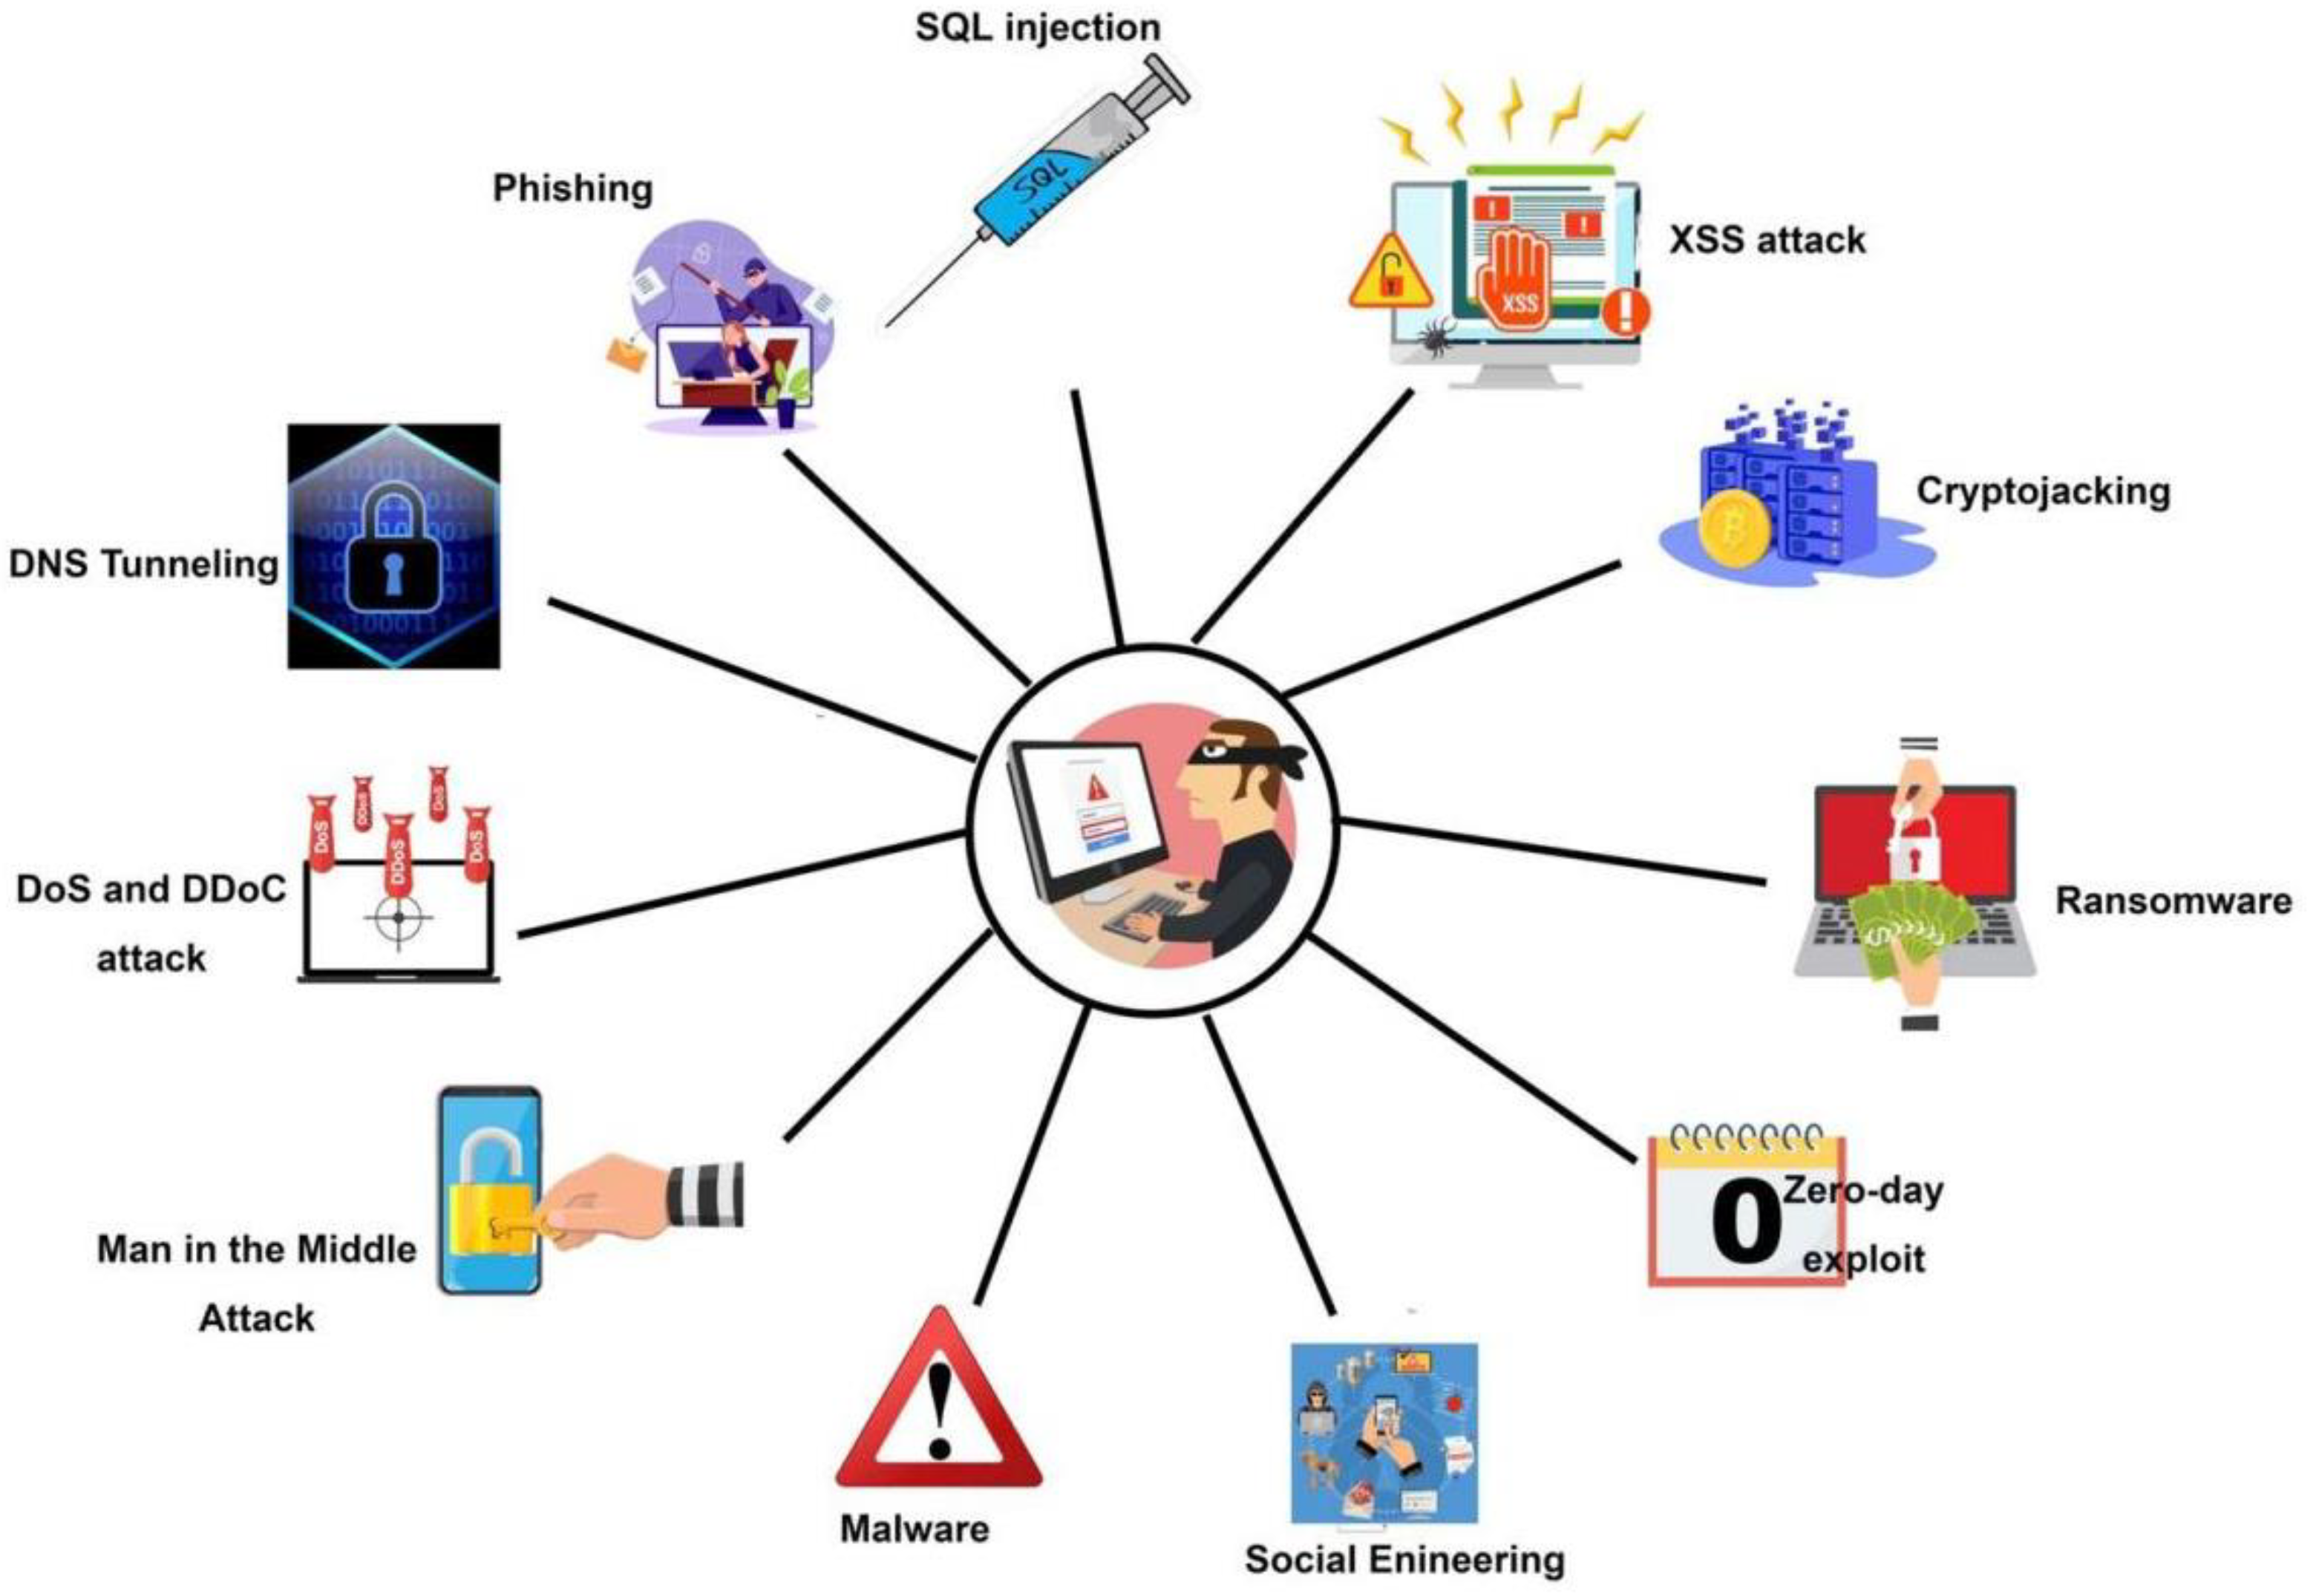 SQL injection
SQL
Phishing
XSS attack
XSS
Cryptojacking
DNS Tunneling
DoS
DDoS
DoS
DDoS
DoS
DoS and DDoC
attack
Ransomware
0
Zero-day
exploit
Man in the Middle
Attack
Malware
Social Enineering